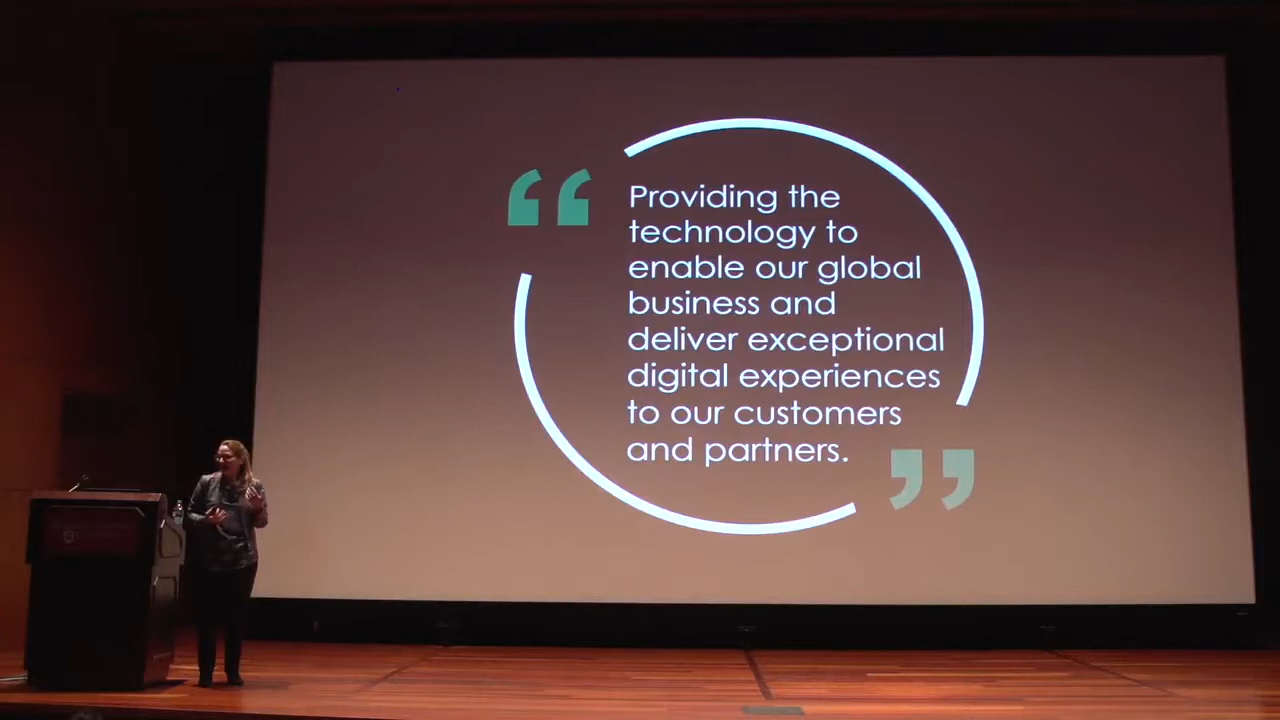 Providing the
technology to
enable our global
business and
deliver exceptional
digital experiences
to our customers
and partners.